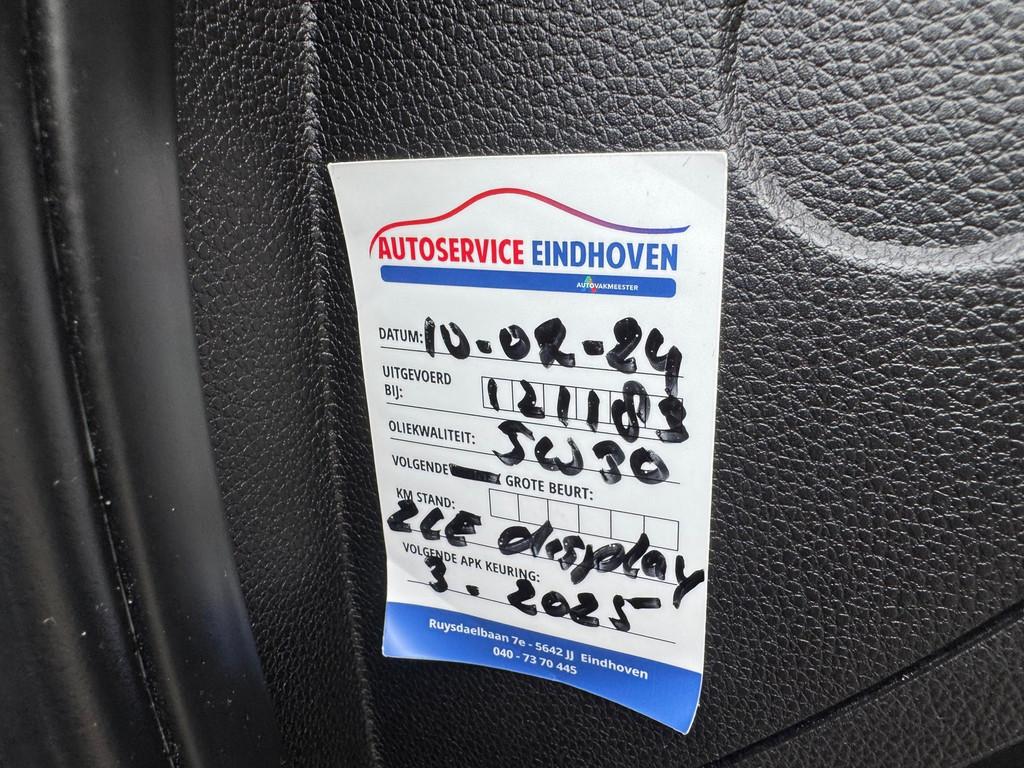 AUTOSERVICE EINDHOVEN
AUTOVAKMEESTER
DATUM: 10-02-24
UITGEVOERD BIJ: 121183
OLIEKWALITEIT: 5W30
VOLGENDE GROTE BEURT:
KM STAND:
ZIE display
VOLGENDE APK KEURING:
3-2025
Ruysdaelbaan 7e - 5642 JJ Eindhoven
040 - 73 70 445